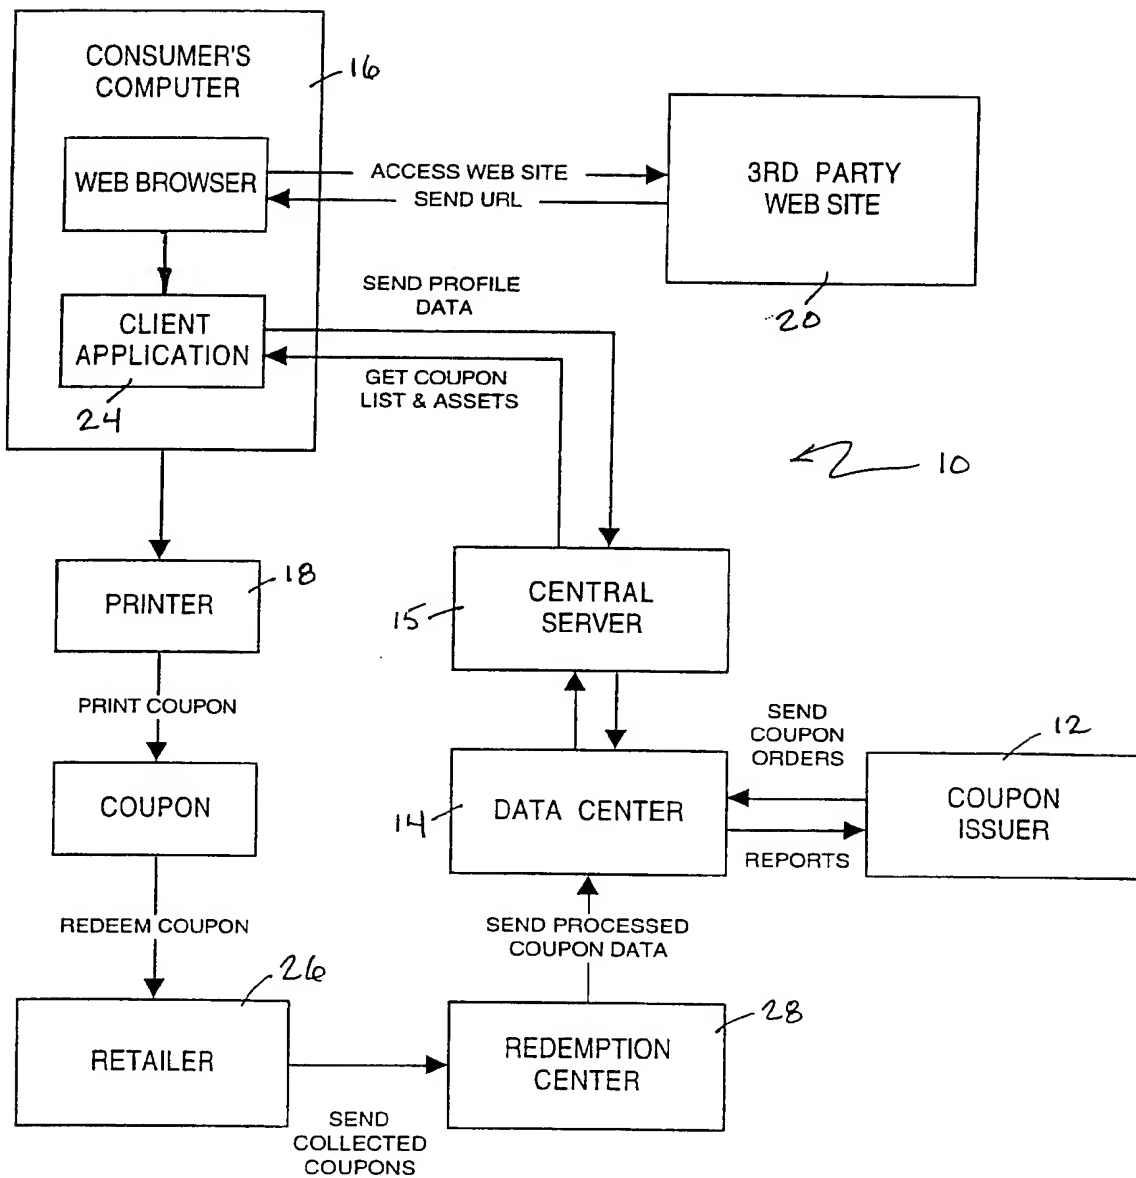 CONSUMER'S
COMPUTER
16
WEB BROWSER
ACCESS WEB SITE
SEND URL
3RD PARTY
WEB SITE
20
CLIENT
APPLICATION
24
SEND PROFILE
DATA
GET COUPON
LIST & ASSETS
10
PRINTER
18
CENTRAL
SERVER
15
PRINT COUPON
COUPON
SEND
COUPON
ORDERS
12
DATA CENTER
14
COUPON
ISSUER
REPORTS
REDEEM COUPON
SEND PROCESSED
COUPON DATA
26
RETAILER
REDEMPTION
CENTER
28
SEND
COLLECTED
COUPONS